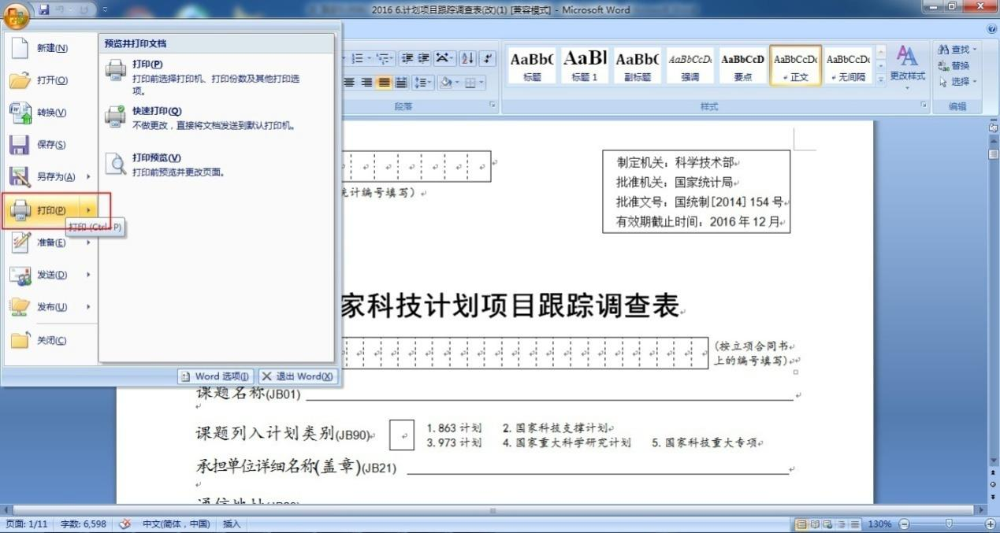 2016 6.计划项目跟踪调查表(改)(1) [兼容模式] - Microsoft Word
新建(N)
打开(O)
转换(V)
保存(S)
另存为(A)
打印(P)
打印 (Ctrl+P)
准备(E)
发送(D)
发布(U)
关闭(C)
预览并打印文档
打印(P)
打印前选择打印机、打印份数及其他打印选
项。
快速打印(Q)
不做更改，直接将文档发送到默认打印机。
打印预览(V)
打印前预览并更改页面。
Word 选项(I)
退出 Word(X)
段落
AaBbC AaBl AaBbC AaBbCcDc AaBbCcD AaBbCcDc AaBbCcDc
标题 标题 1 副标题 强调 要点 正文 无间隔
更改样式
样式
查找
替换
选择
编辑
统计编号填写）
制定机关：科学技术部
批准机关：国家统计局
批准文号：国统制[2014] 154 号
有效期截止时间：2016 年 12 月
家科技计划项目跟踪调查表
(按立项合同书
上的编号填写)
课题名称(JB01)
课题列入计划类别(JB90)
1. 863 计划 2. 国家科技支撑计划
3. 973 计划 4. 国家重大科学研究计划 5. 国家科技重大专项
承担单位详细名称(盖章)(JB21)
页面: 1/11 字数: 6,598 中文(简体，中国) 插入 130%